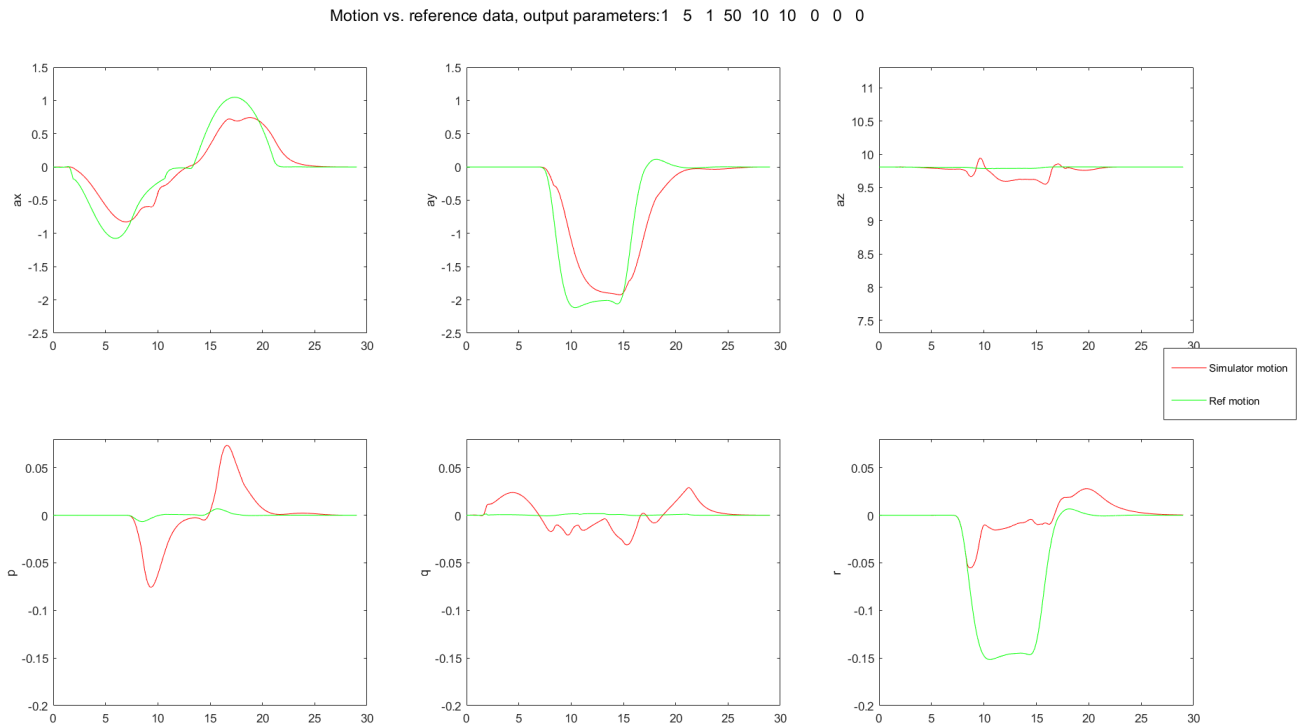 Motion vs. reference data, output parameters:1 5 1 50 10 10 0 0 0
1.5
1
0.5
0
-0.5
-1
-1.5
-2
-2.5
ax
0 5 10 15 20 25 30
1.5
1
0.5
0
-0.5
-1
-1.5
-2
-2.5
ay
0 5 10 15 20 25 30
11
10.5
10
9.5
9
8.5
8
7.5
az
0 5 10 15 20 25 30
Simulator motion
Ref motion
0.05
0
-0.05
-0.1
-0.15
-0.2
p
0 5 10 15 20 25 30
0.05
0
-0.05
-0.1
-0.15
-0.2
q
0 5 10 15 20 25 30
0.05
0
-0.05
-0.1
-0.15
-0.2
r
0 5 10 15 20 25 30